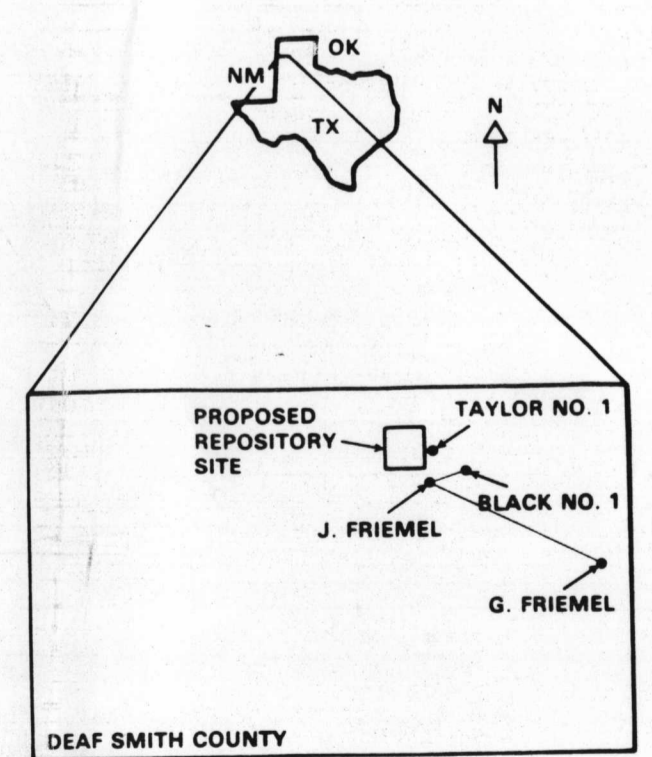 OK
NM
TX
N
PROPOSED
REPOSITORY
SITE
TAYLOR NO. 1
BLACK NO. 1
J. FRIEMEL
G. FRIEMEL
DEAF SMITH COUNTY